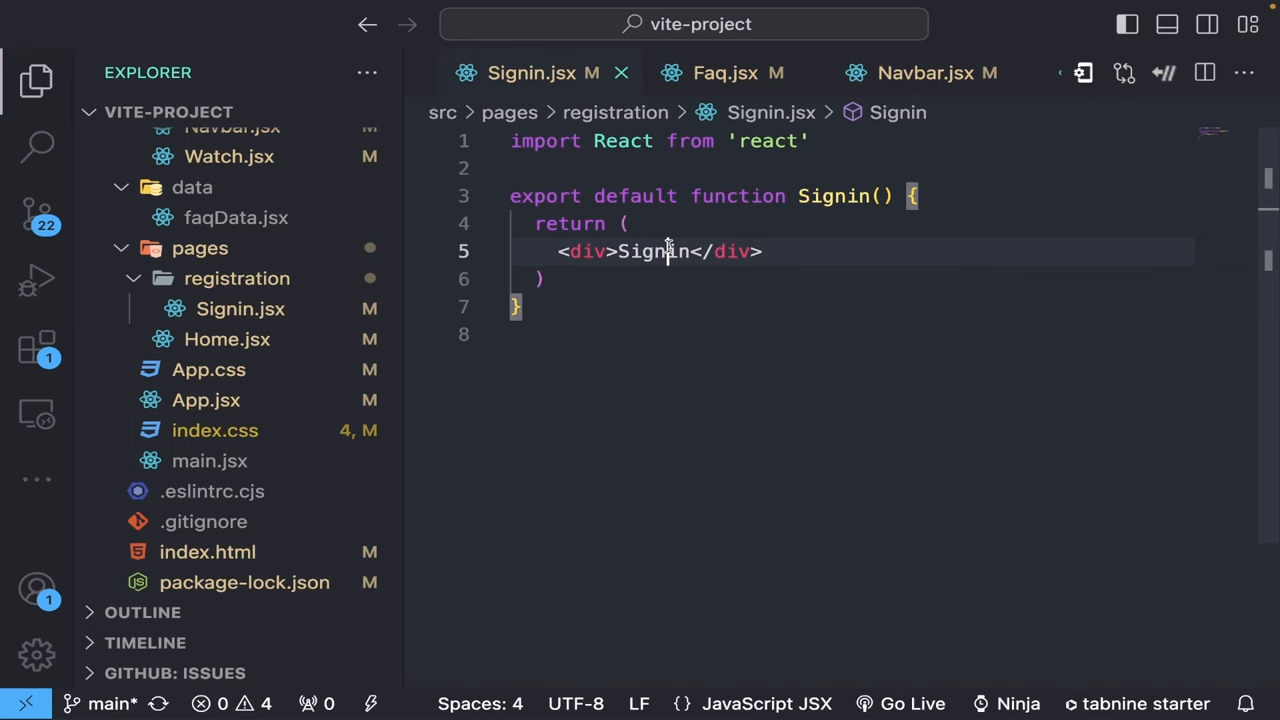 vite-project
EXPLORER
VITE-PROJECT
Navbar.jsx
Watch.jsx M
data
faqData.jsx
pages
registration
Signin.jsx M
Home.jsx M
App.css M
App.jsx M
index.css 4, M
main.jsx
.eslintrc.cjs
.gitignore
index.html M
package-lock.json M
OUTLINE
TIMELINE
GITHUB: ISSUES
22
1
1
Signin.jsx M
Faq.jsx M
Navbar.jsx M
src > pages > registration > Signin.jsx > Signin
1 import React from 'react'
2
3 export default function Signin() {
4 return (
5 <div>Signin</div>
6 )
7 }
8
main* 0 4 0 Spaces: 4 UTF-8 LF { } JavaScript JSX Go Live Ninja tabnine starter